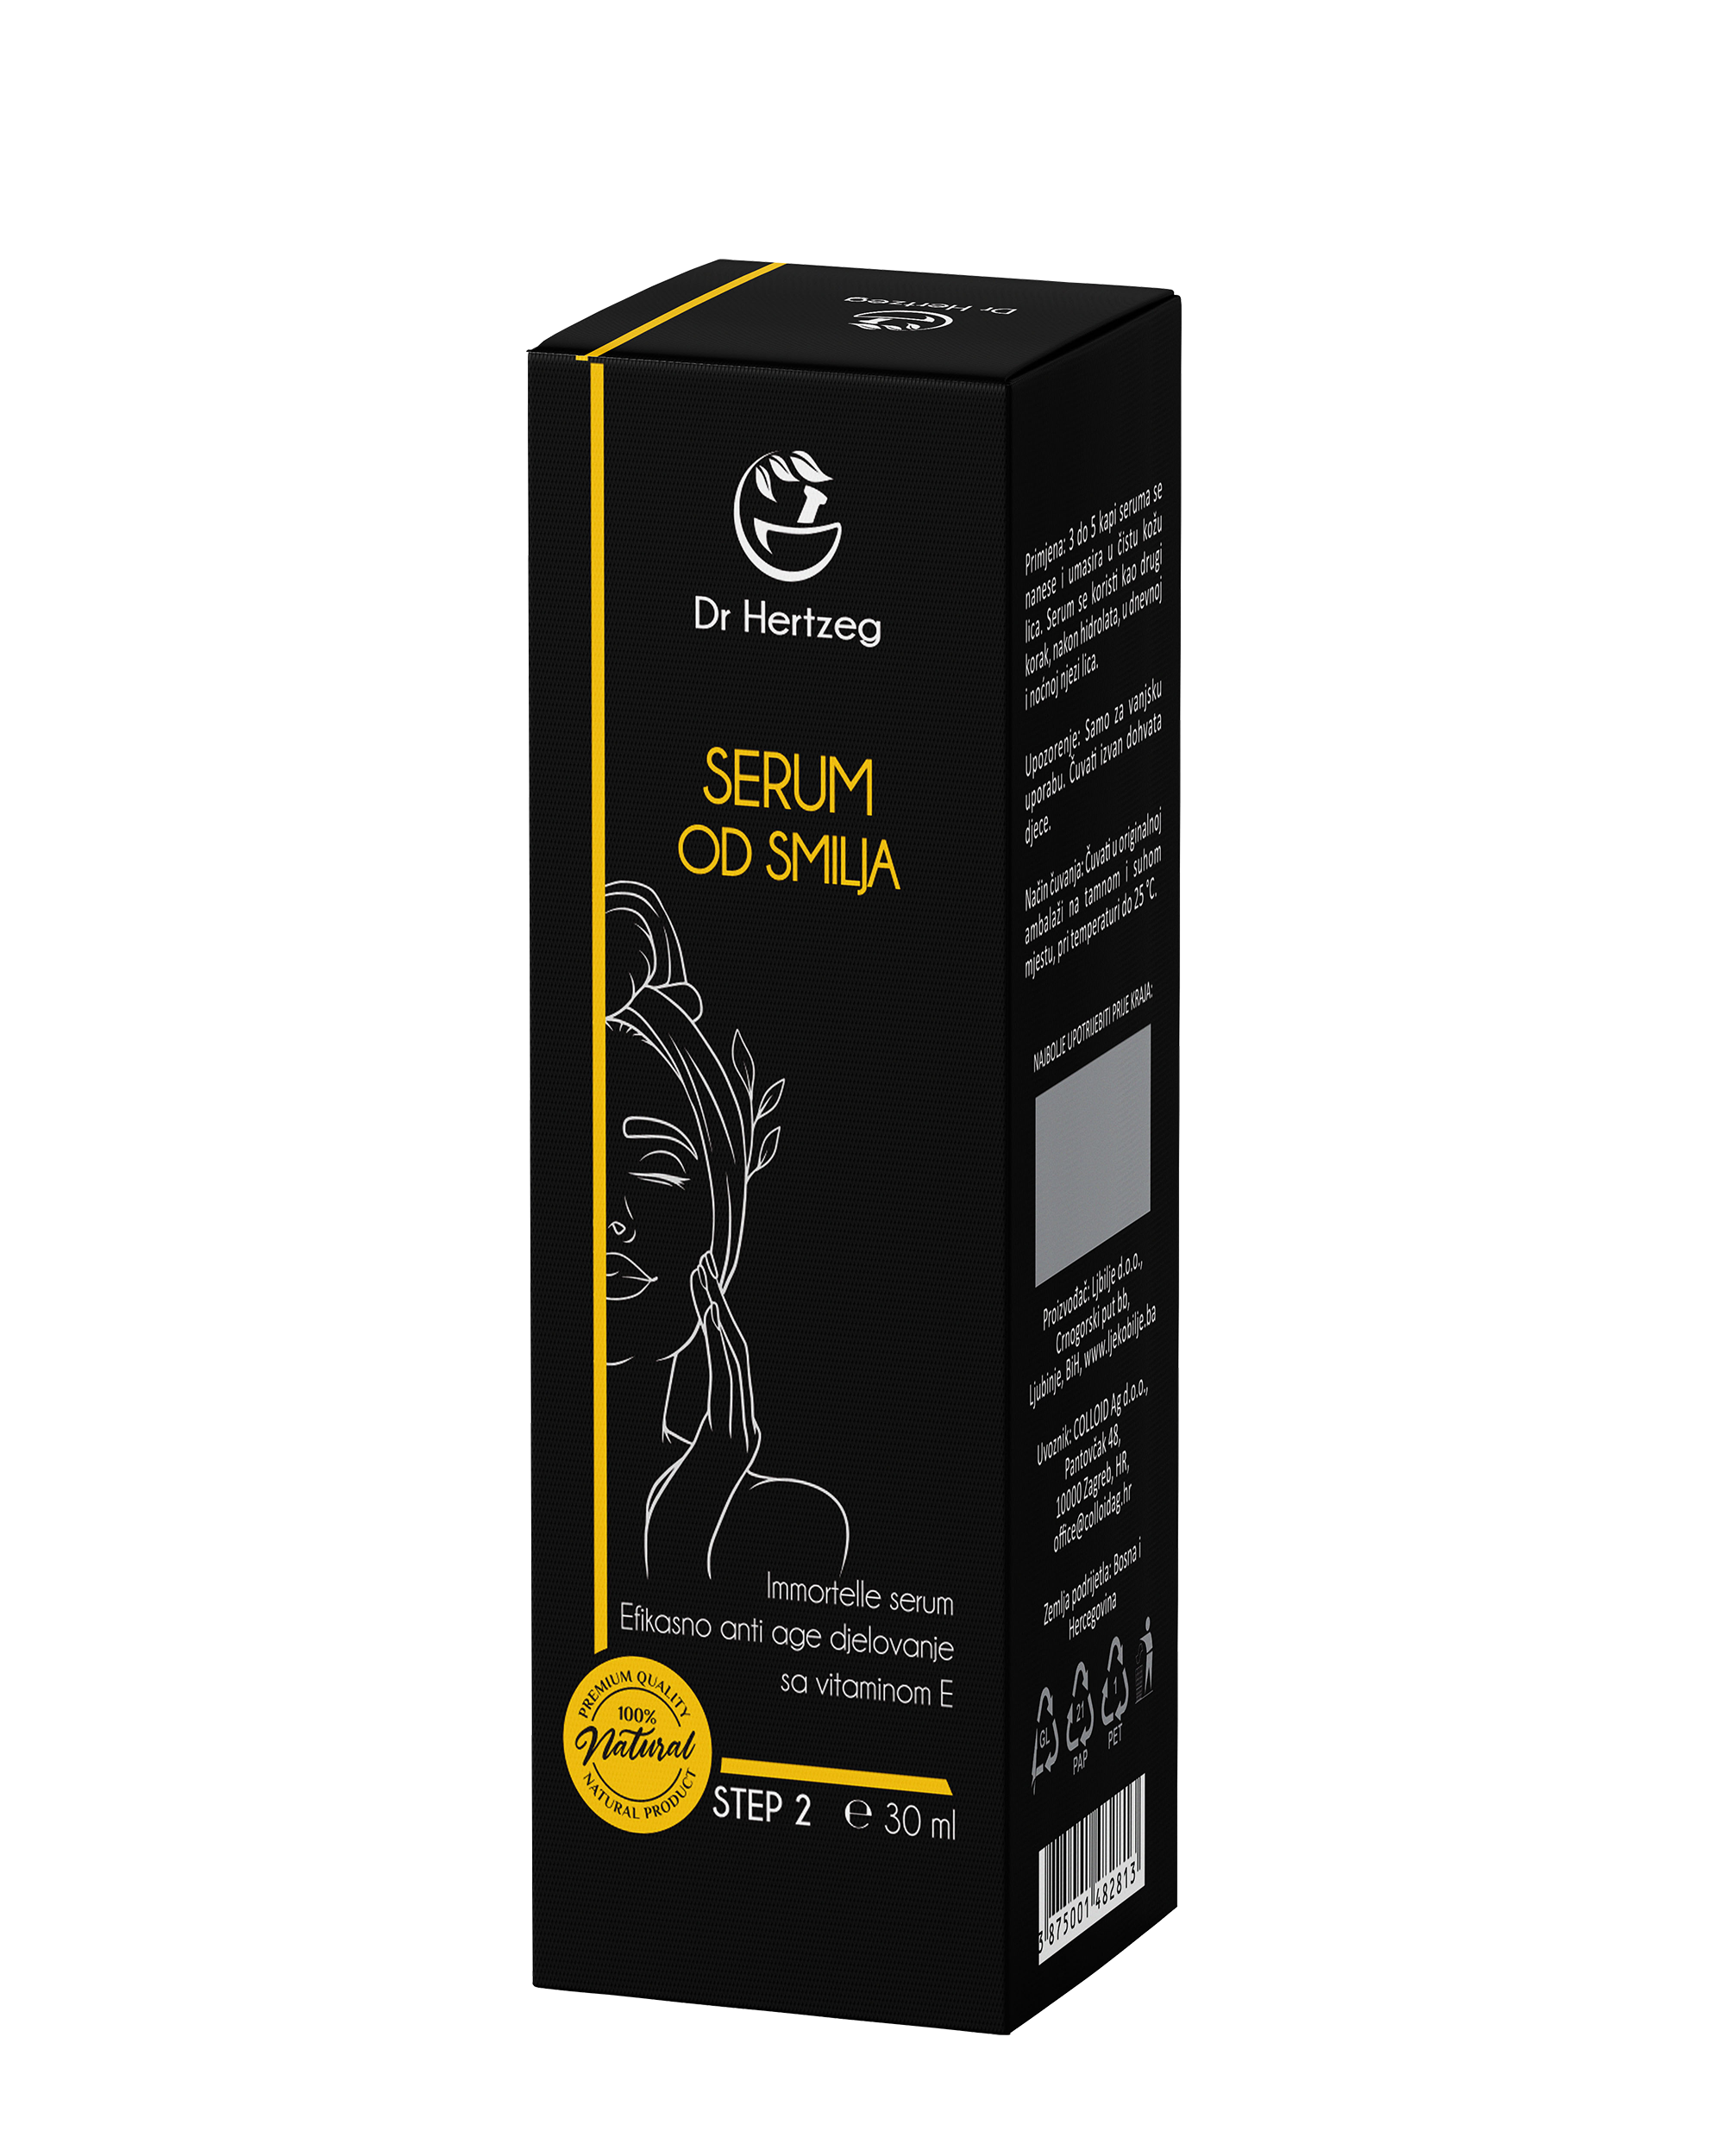 Dr Hertzeg
Dr Hertzeg
SERUM
OD SMILJA
Immortelle serum
Efikasno anti age djelovanje
sa vitaminom E
PREMIUM QUALITY
100%
Natural
NATURAL PRODUCT
STEP 2 ℮ 30 ml
Primjena: 3 do 5 kapi seruma se
nanese i umasira u čistu kožu
lica. Serum se koristi kao drugi
korak, nakon hidrolata, u dnevnoj
i noćnoj njezi lica.
Upozorenje: Samo za vanjsku
uporabu. Čuvati izvan dohvata
djece.
Način čuvanja: Čuvati u originalnoj
ambalaži na tamnom i suhom
mjestu, pri temperaturi do 25 °C.
NAJBOLJE UPOTRIJEBITI PRIJE KRAJA:
Proizvođač: Ljbilje d.o.o.,
Crnogorski put bb,
Ljubinje, BiH, www.ljekobilje.ba
Uvoznik: COLLOID Ag d.o.o.,
Pantovčak 48,
10000 Zagreb, HR,
office@colloidag.hr
Zemlja podrijetla: Bosna i
Hercegovina
GL
21
PAP
1
PET
3 875001 482813